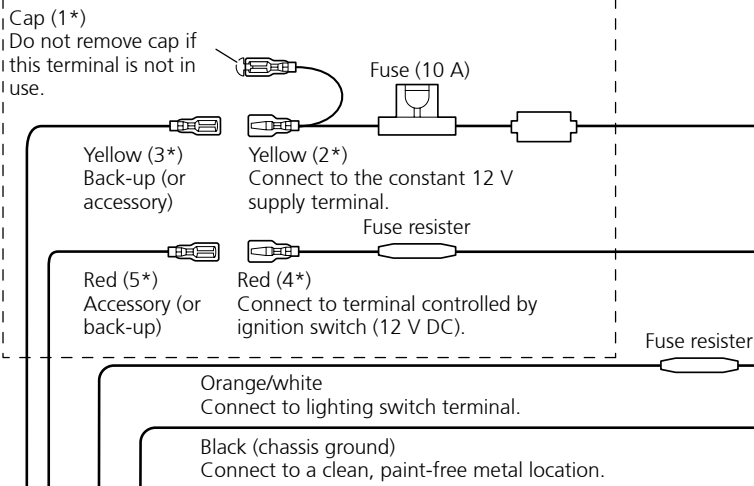 Cap (1*)
Do not remove cap if
this terminal is not in
use.
Fuse (10 A)
Yellow (3*)
Back-up (or
accessory)
Yellow (2*)
Connect to the constant 12 V
supply terminal.
Fuse resister
Red (5*)
Accessory (or
back-up)
Red (4*)
Connect to terminal controlled by
ignition switch (12 V DC).
Fuse resister
Orange/white
Connect to lighting switch terminal.
Black (chassis ground)
Connect to a clean, paint-free metal location.